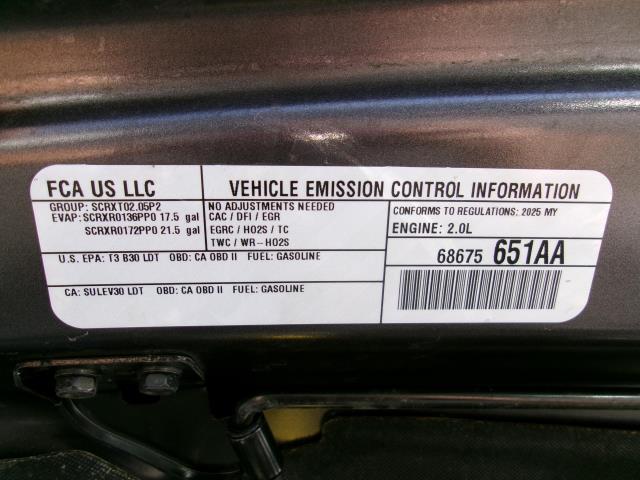 FCA US LLC
VEHICLE EMISSION CONTROL INFORMATION
GROUP: SCRXT02.05P2
EVAP: SCRXR0136PP0 17.5 gal
SCRXR0172PP0 21.5 gal
NO ADJUSTMENTS NEEDED
CAC / DFI / EGR
EGRC / HO2S / TC
TWC / WR-HO2S
CONFORMS TO REGULATIONS: 2025 MY
ENGINE: 2.0L
U.S. EPA: T3 B30 LDT OBD: CA OBD II FUEL: GASOLINE
CA: SULEV30 LDT OBD: CA OBD II FUEL: GASOLINE
68675 651AA